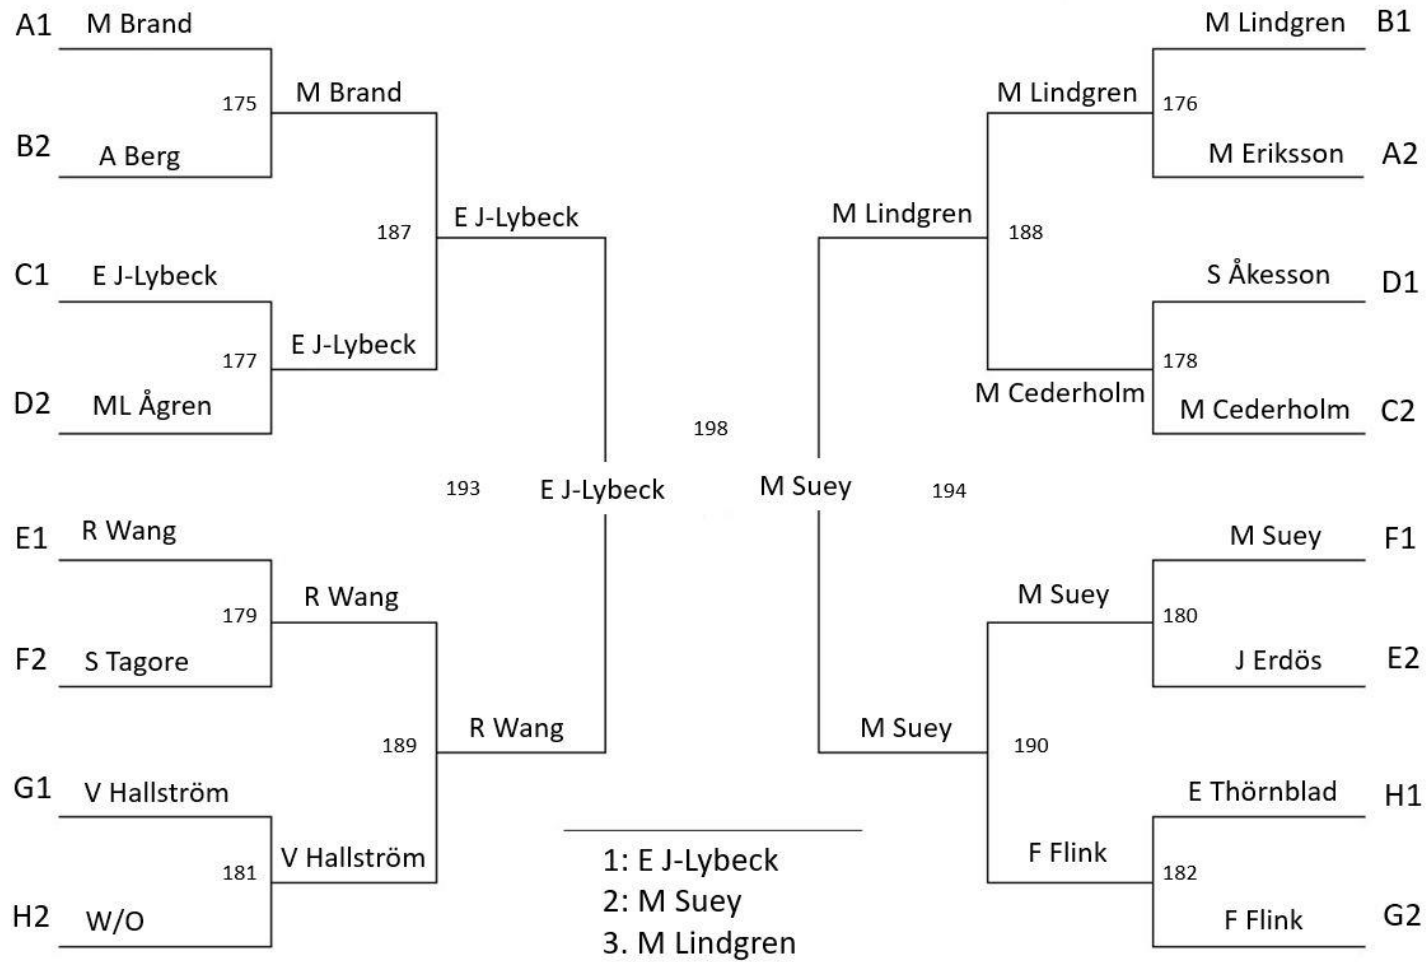 A1 M Brand
175 M Brand
B2 A Berg
187 E J-Lybeck
C1 E J-Lybeck
177 E J-Lybeck
D2 ML Ågren
193 E J-Lybeck
E1 R Wang
179 R Wang
F2 S Tagore
189 R Wang
G1 V Hallström
181 V Hallström
H2 W/O
198
M Lindgren B1
M Lindgren 176
M Eriksson A2
M Lindgren 188
S Åkesson D1
M Cederholm 178
M Cederholm C2
M Suey 194
M Suey F1
M Suey 180
J Erdös E2
M Suey 190
E Thörnblad H1
F Flink 182
F Flink G2
1: E J-Lybeck
2: M Suey
3. M Lindgren